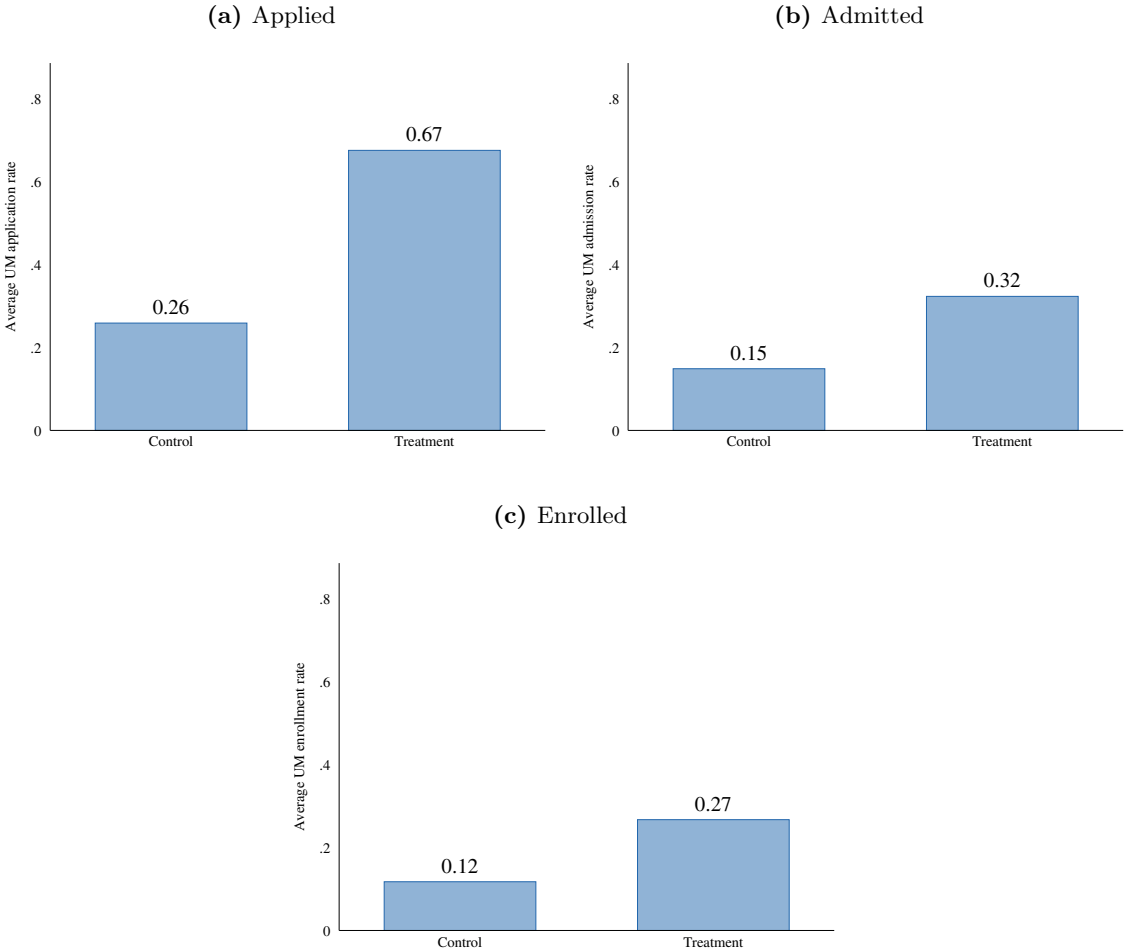 (a) Applied
Average UM application rate
.8
.6
.4
.2
0
0.26
0.67
Control
Treatment
(b) Admitted
Average UM admission rate
.8
.6
.4
.2
0
0.15
0.32
Control
Treatment
(c) Enrolled
Average UM enrollment rate
.8
.6
.4
.2
0
0.12
0.27
Control
Treatment